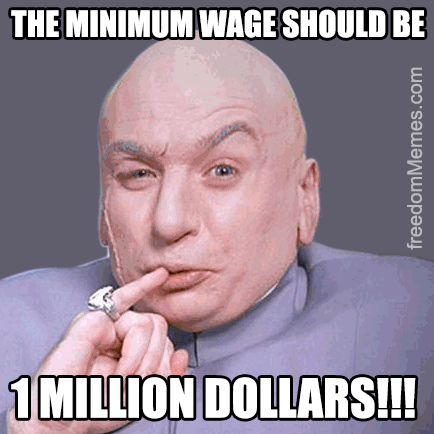 THE MINIMUM WAGE SHOULD BE
freedomMemes.com
1 MILLION DOLLARS!!!